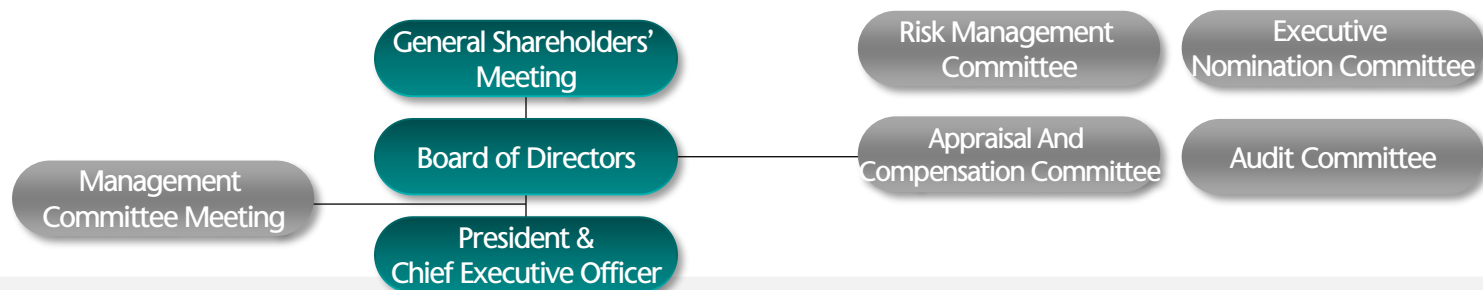 General Shareholders’
Meeting
Risk Management
Committee
Executive
Nomination Committee
Board of Directors
Appraisal And
Compensation Committee
Audit Committee
Management
Committee Meeting
President &
Chief Executive Officer